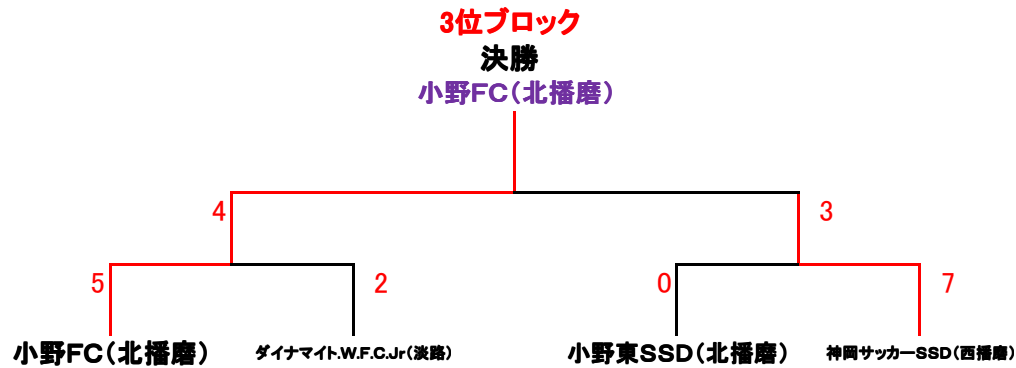 3位ブロック
決勝
小野FC(北播磨)
4 3
5 2 0 7
小野FC(北播磨) ダイナマイト.W.F.C.Jr(淡路) 小野東SSD(北播磨) 神岡サッカーSSD(西播磨)